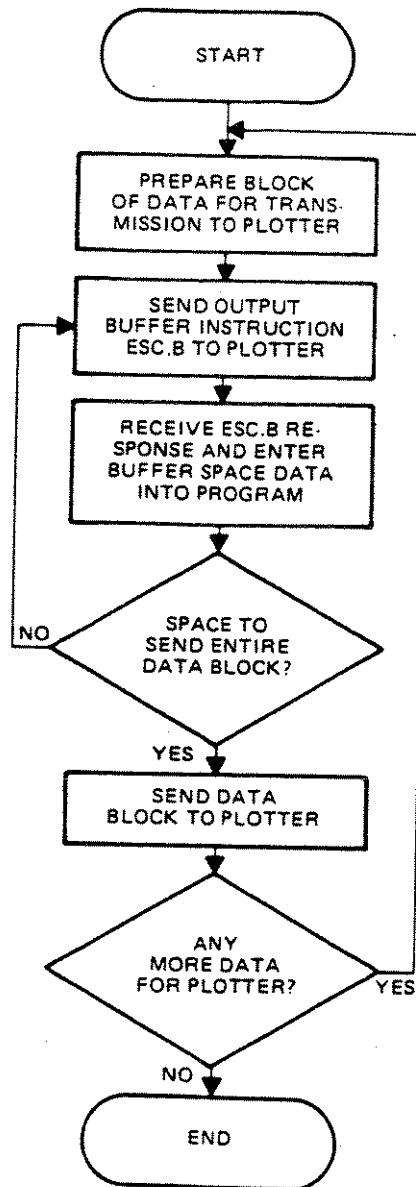 START
PREPARE BLOCK
OF DATA FOR TRANS-
MISSION TO PLOTTER
SEND OUTPUT
BUFFER INSTRUCTION
ESC.B TO PLOTTER
RECEIVE ESC.B RE-
SPONSE AND ENTER
BUFFER SPACE DATA
INTO PROGRAM
NO
SPACE TO
SEND ENTIRE
DATA BLOCK?
YES
SEND DATA
BLOCK TO PLOTTER
ANY
MORE DATA
FOR PLOTTER?
YES
NO
END